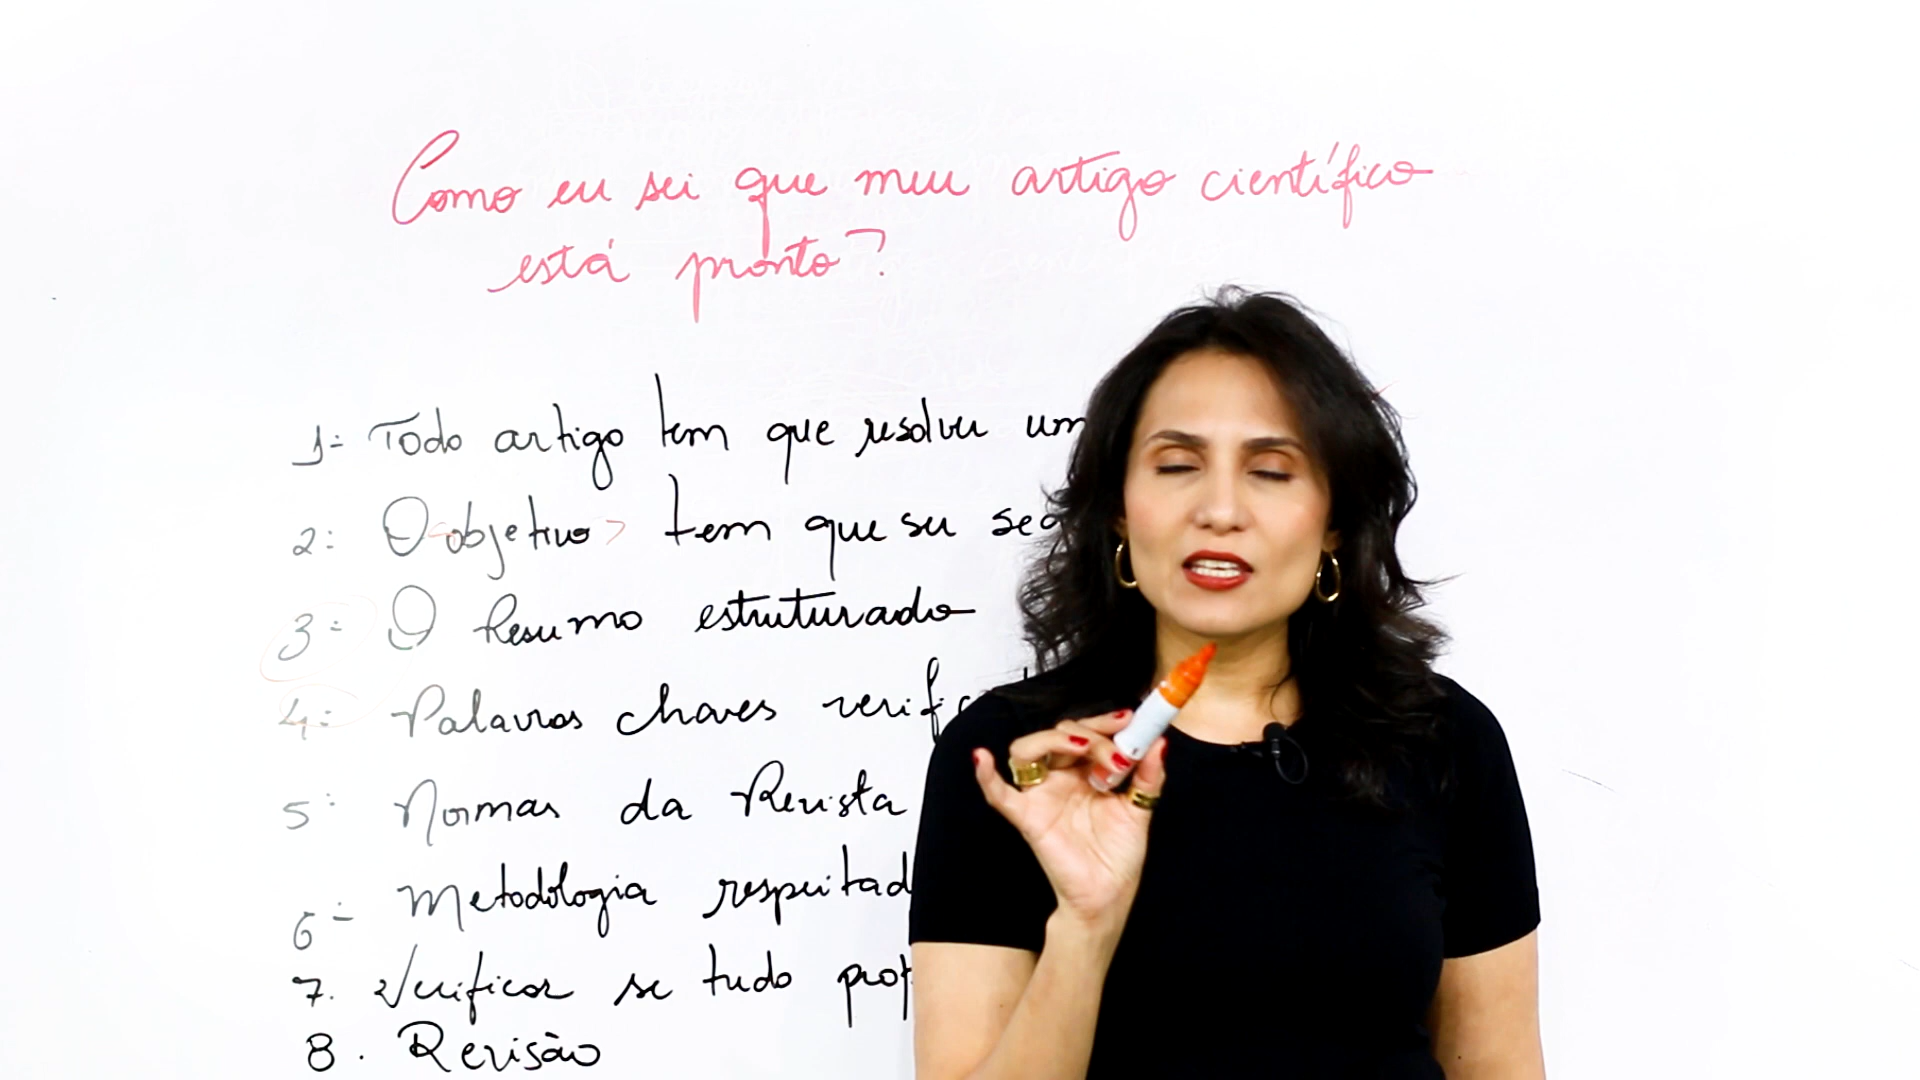 Como eu sei que meu artigo científico
está pronto?
1- Todo artigo tem que resolver um
2: O objetivo tem que ser
3: O Resumo estruturado
4: Palavras chaves
5: Normas da Revista
6- Metodologia
7. Verificar se tudo
8. Revisão